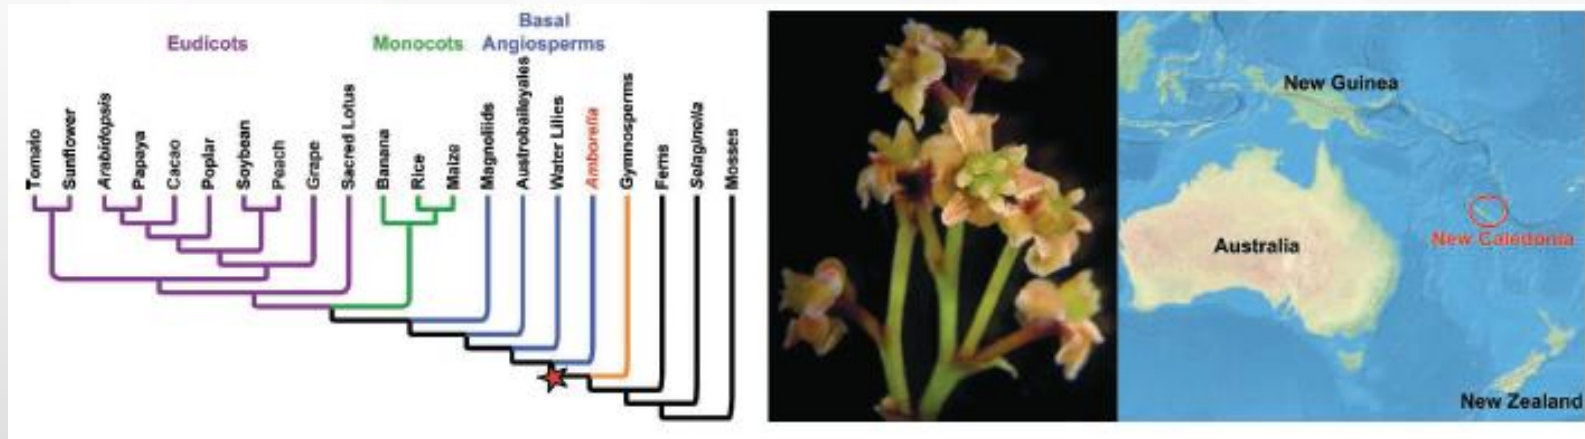 Eudicots
Monocots
Basal
Angiosperms
Tomato
Sunflower
Arabidopsis
Papaya
Cacao
Poplar
Soybean
Peach
Grape
Sacred Lotus
Banana
Rice
Maize
Magnoliids
Austrobaileyales
Water Lilies
Amborella
Gymnosperms
Ferns
Selaginella
Mosses
New Guinea
Australia
New Caledonia
New Zealand